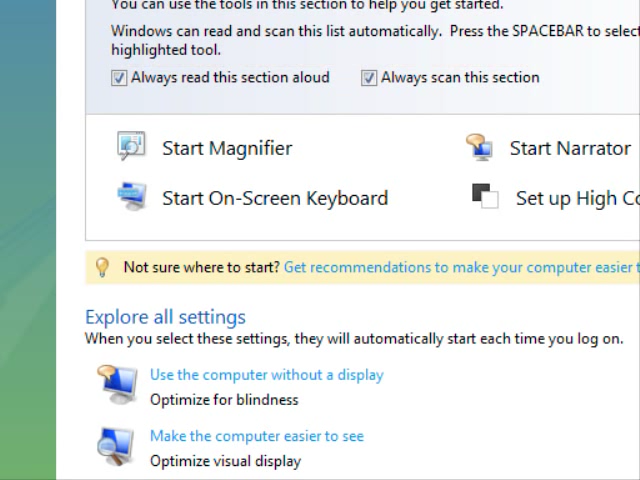 You can use the tools in this section to help you get started.
Windows can read and scan this list automatically. Press the SPACEBAR to select
highlighted tool.
Always read this section aloud Always scan this section
Start Magnifier Start Narrator
Start On-Screen Keyboard Set up High Co
Not sure where to start? Get recommendations to make your computer easier t
Explore all settings
When you select these settings, they will automatically start each time you log on.
Use the computer without a display
Optimize for blindness
Make the computer easier to see
Optimize visual display